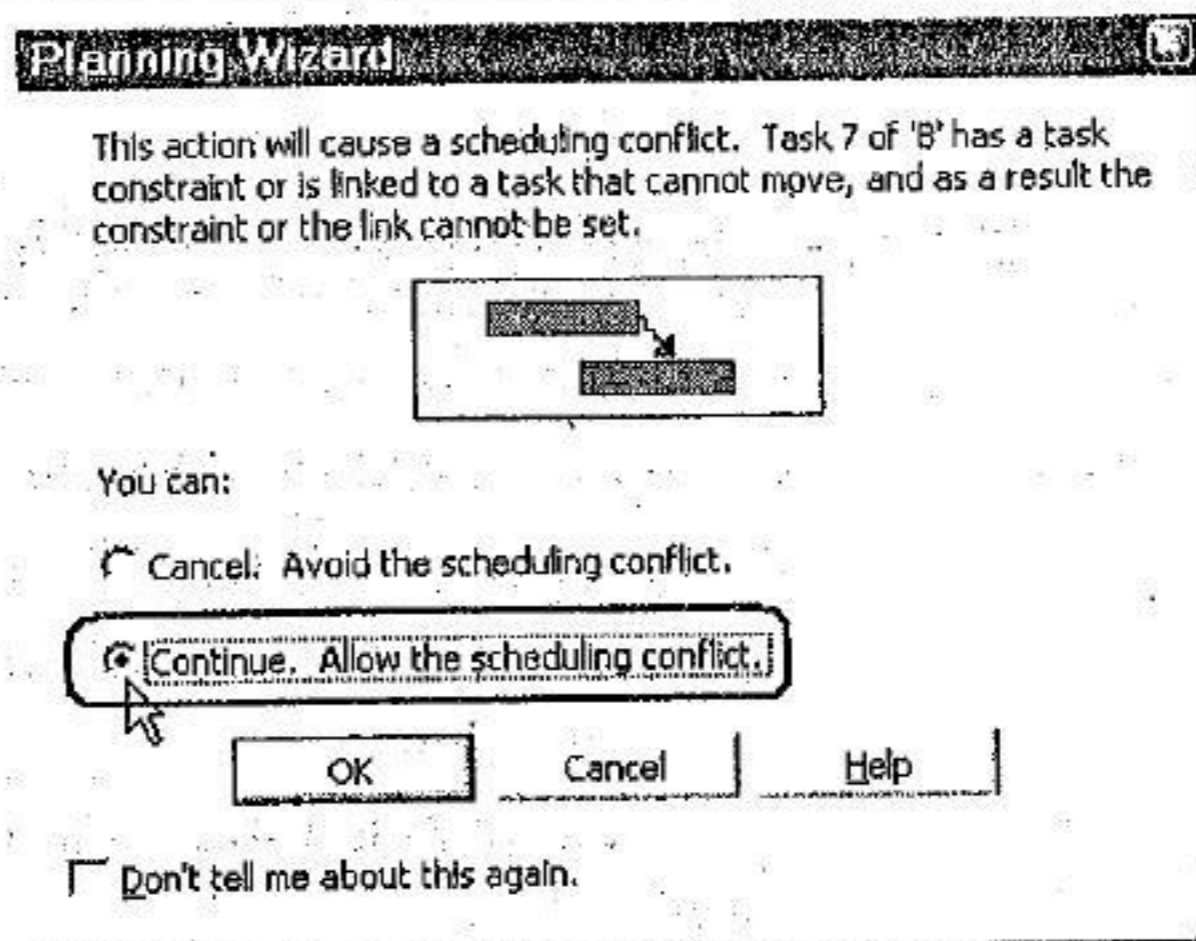 Planning Wizard
This action will cause a scheduling conflict. Task 7 of 'B' has a task
constraint or is linked to a task that cannot move, and as a result the
constraint or the link cannot be set.
You can:
Cancel. Avoid the scheduling conflict.
Continue. Allow the scheduling conflict.
OK Cancel Help
Don't tell me about this again.